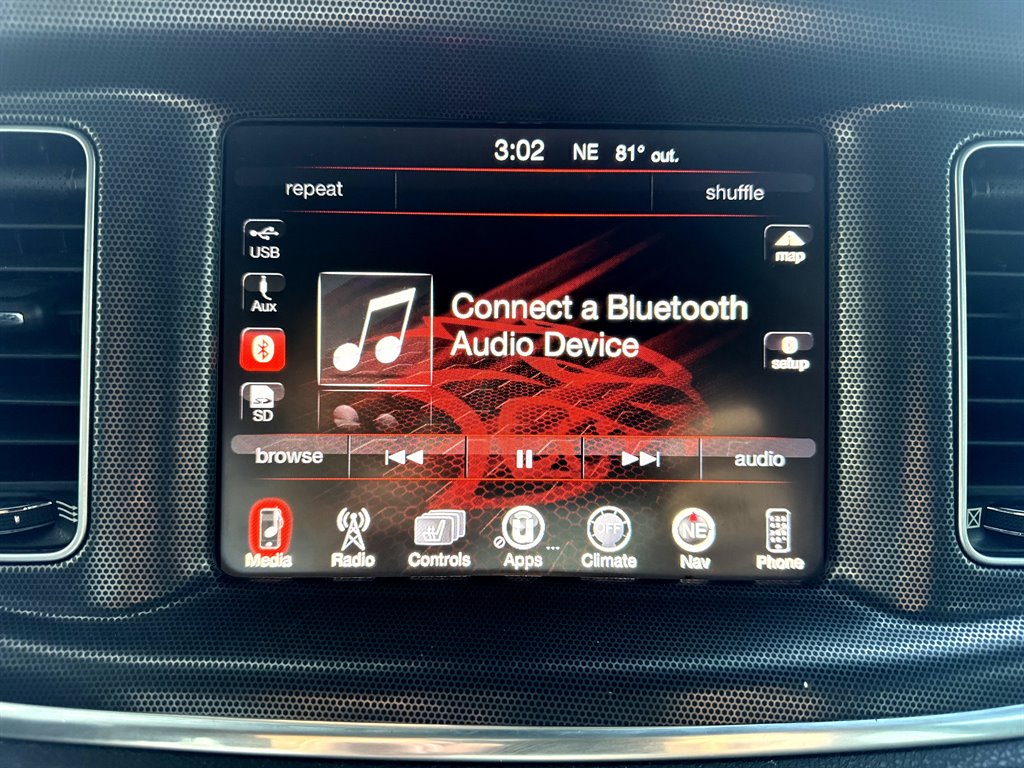 3:02 NE 81° out.
repeat shuffle
USB
map
Aux
Connect a Bluetooth
Audio Device
setup
SD
browse audio
OFF NE
Media Radio Controls Apps ... Climate Nav Phone